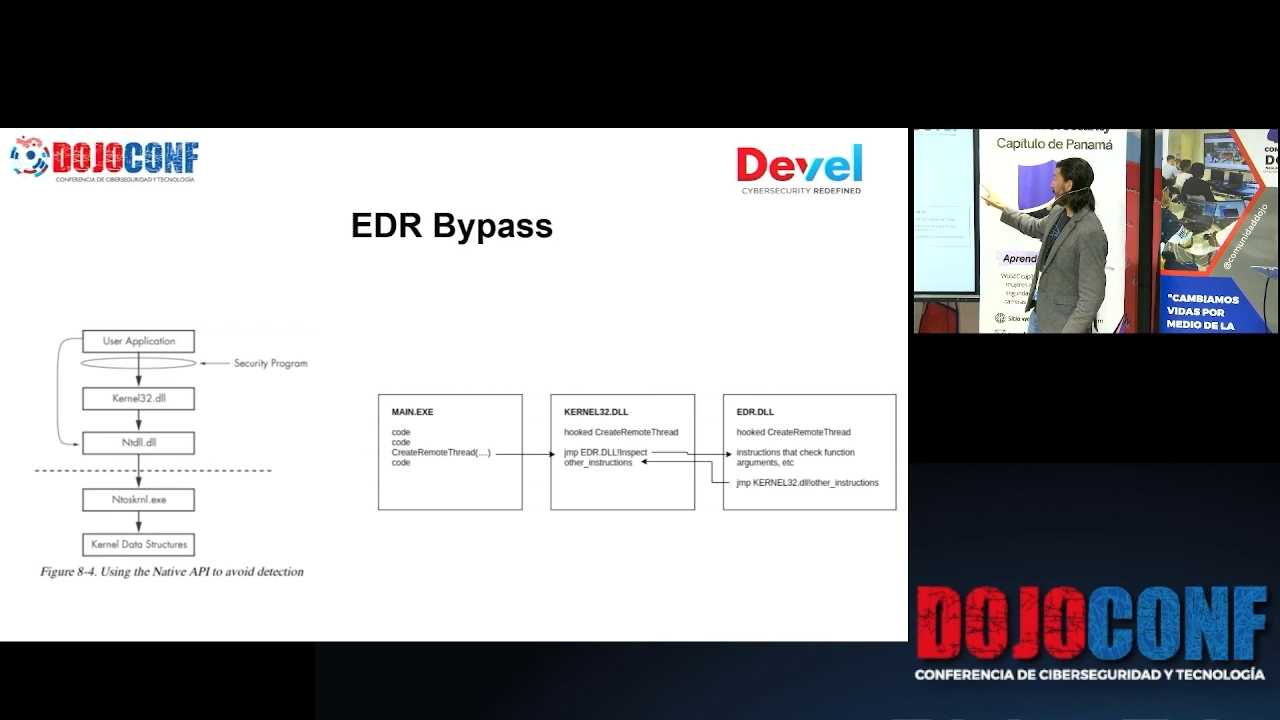 DOJOCONF
CONFERENCIA DE CIBERSEGURIDAD Y TECNOLOGÍA
Devel
CYBERSECURITY REDEFINED
EDR Bypass
User Application
Security Program
Kernel32.dll
Ntdll.dll
Ntoskrnl.exe
Kernel Data Structures
Figure 8-4. Using the Native API to avoid detection
MAIN.EXE
code
code
CreateRemoteThread(....)
code
KERNEL32.DLL
hooked CreateRemoteThread
jmp EDR.DLL!Inspect
other_instructions
EDR.DLL
hooked CreateRemoteThread
instructions that check function
arguments, etc
jmp KERNEL32.dll!other_instructions
Capítulo de Panamá
@comunidaddojo
"CAMBIAMOS
VIDAS POR
MEDIO DE LA
DOJOCONF
CONFERENCIA DE CIBERSEGURIDAD Y TECNOLOGÍA